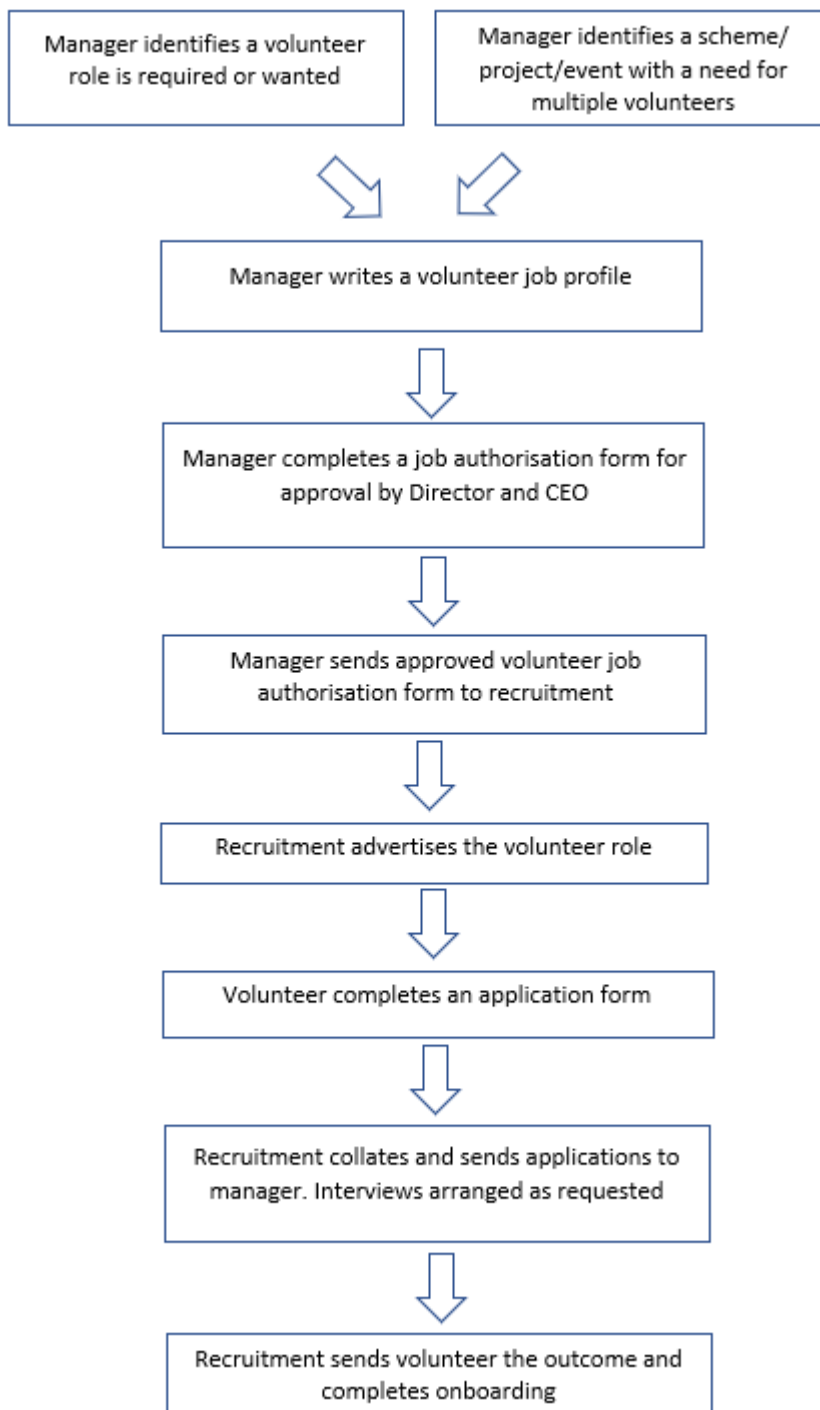 Manager identifies a volunteer
role is required or wanted
Manager identifies a scheme/
project/event with a need for
multiple volunteers
Manager writes a volunteer job profile
Manager completes a job authorisation form for
approval by Director and CEO
Manager sends approved volunteer job
authorisation form to recruitment
Recruitment advertises the volunteer role
Volunteer completes an application form
Recruitment collates and sends applications to
manager. Interviews arranged as requested
Recruitment sends volunteer the outcome and
completes onboarding